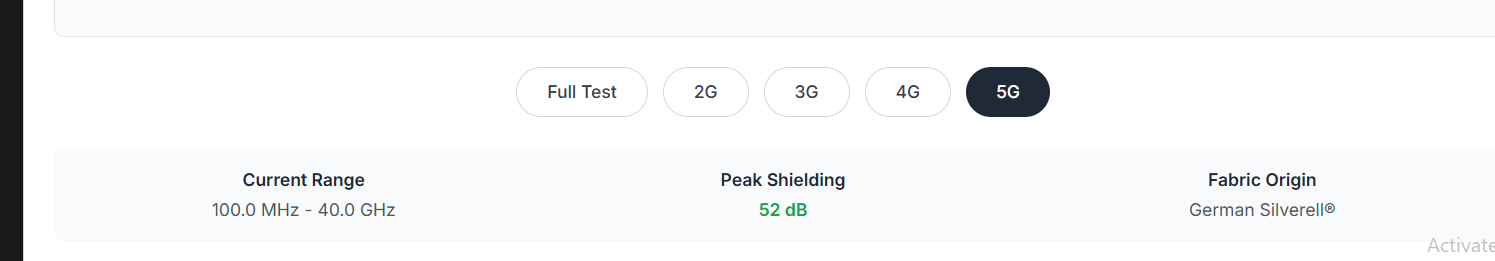 Full Test 2G 3G 4G 5G
Current Range Peak Shielding Fabric Origin
100.0 MHz - 40.0 GHz 52 dB German Silverell®
Activate